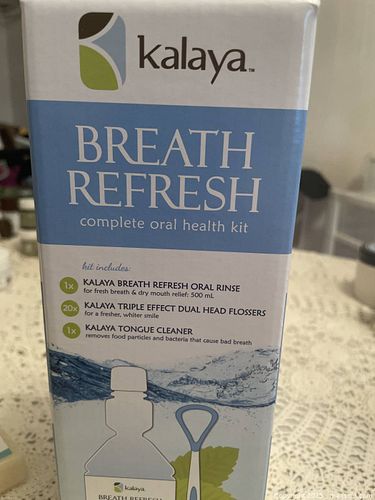 kalaya™
BREATH
REFRESH
complete oral health kit
kit includes:
1x KALAYA BREATH REFRESH ORAL RINSE
for fresh breath & dry mouth relief: 500 mL
20x KALAYA TRIPLE EFFECT DUAL HEAD FLOSSERS
for a fresher, whiter smile
1x KALAYA TONGUE CLEANER
removes food particles and bacteria that cause bad breath
kalaya
BREATH REFRESH